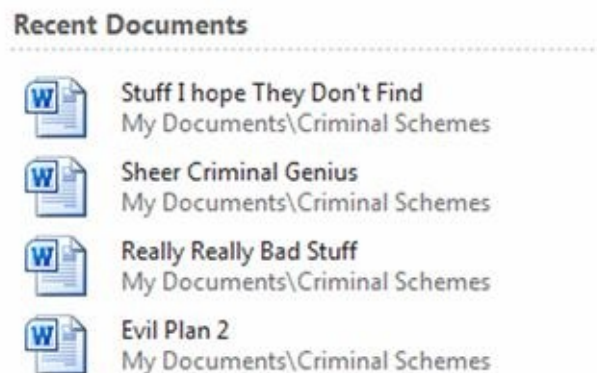 Recent Documents
Stuff I hope They Don't Find
My Documents\Criminal Schemes
Sheer Criminal Genius
My Documents\Criminal Schemes
Really Really Bad Stuff
My Documents\Criminal Schemes
Evil Plan 2
My Documents\Criminal Schemes